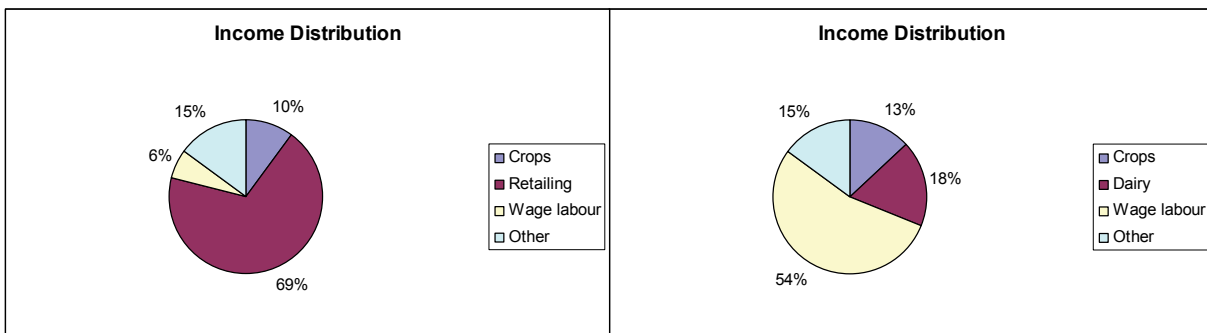 Income Distribution
15%
10%
6%
69%
Crops
Retailing
Wage labour
Other
Income Distribution
15%
13%
18%
54%
Crops
Dairy
Wage labour
Other